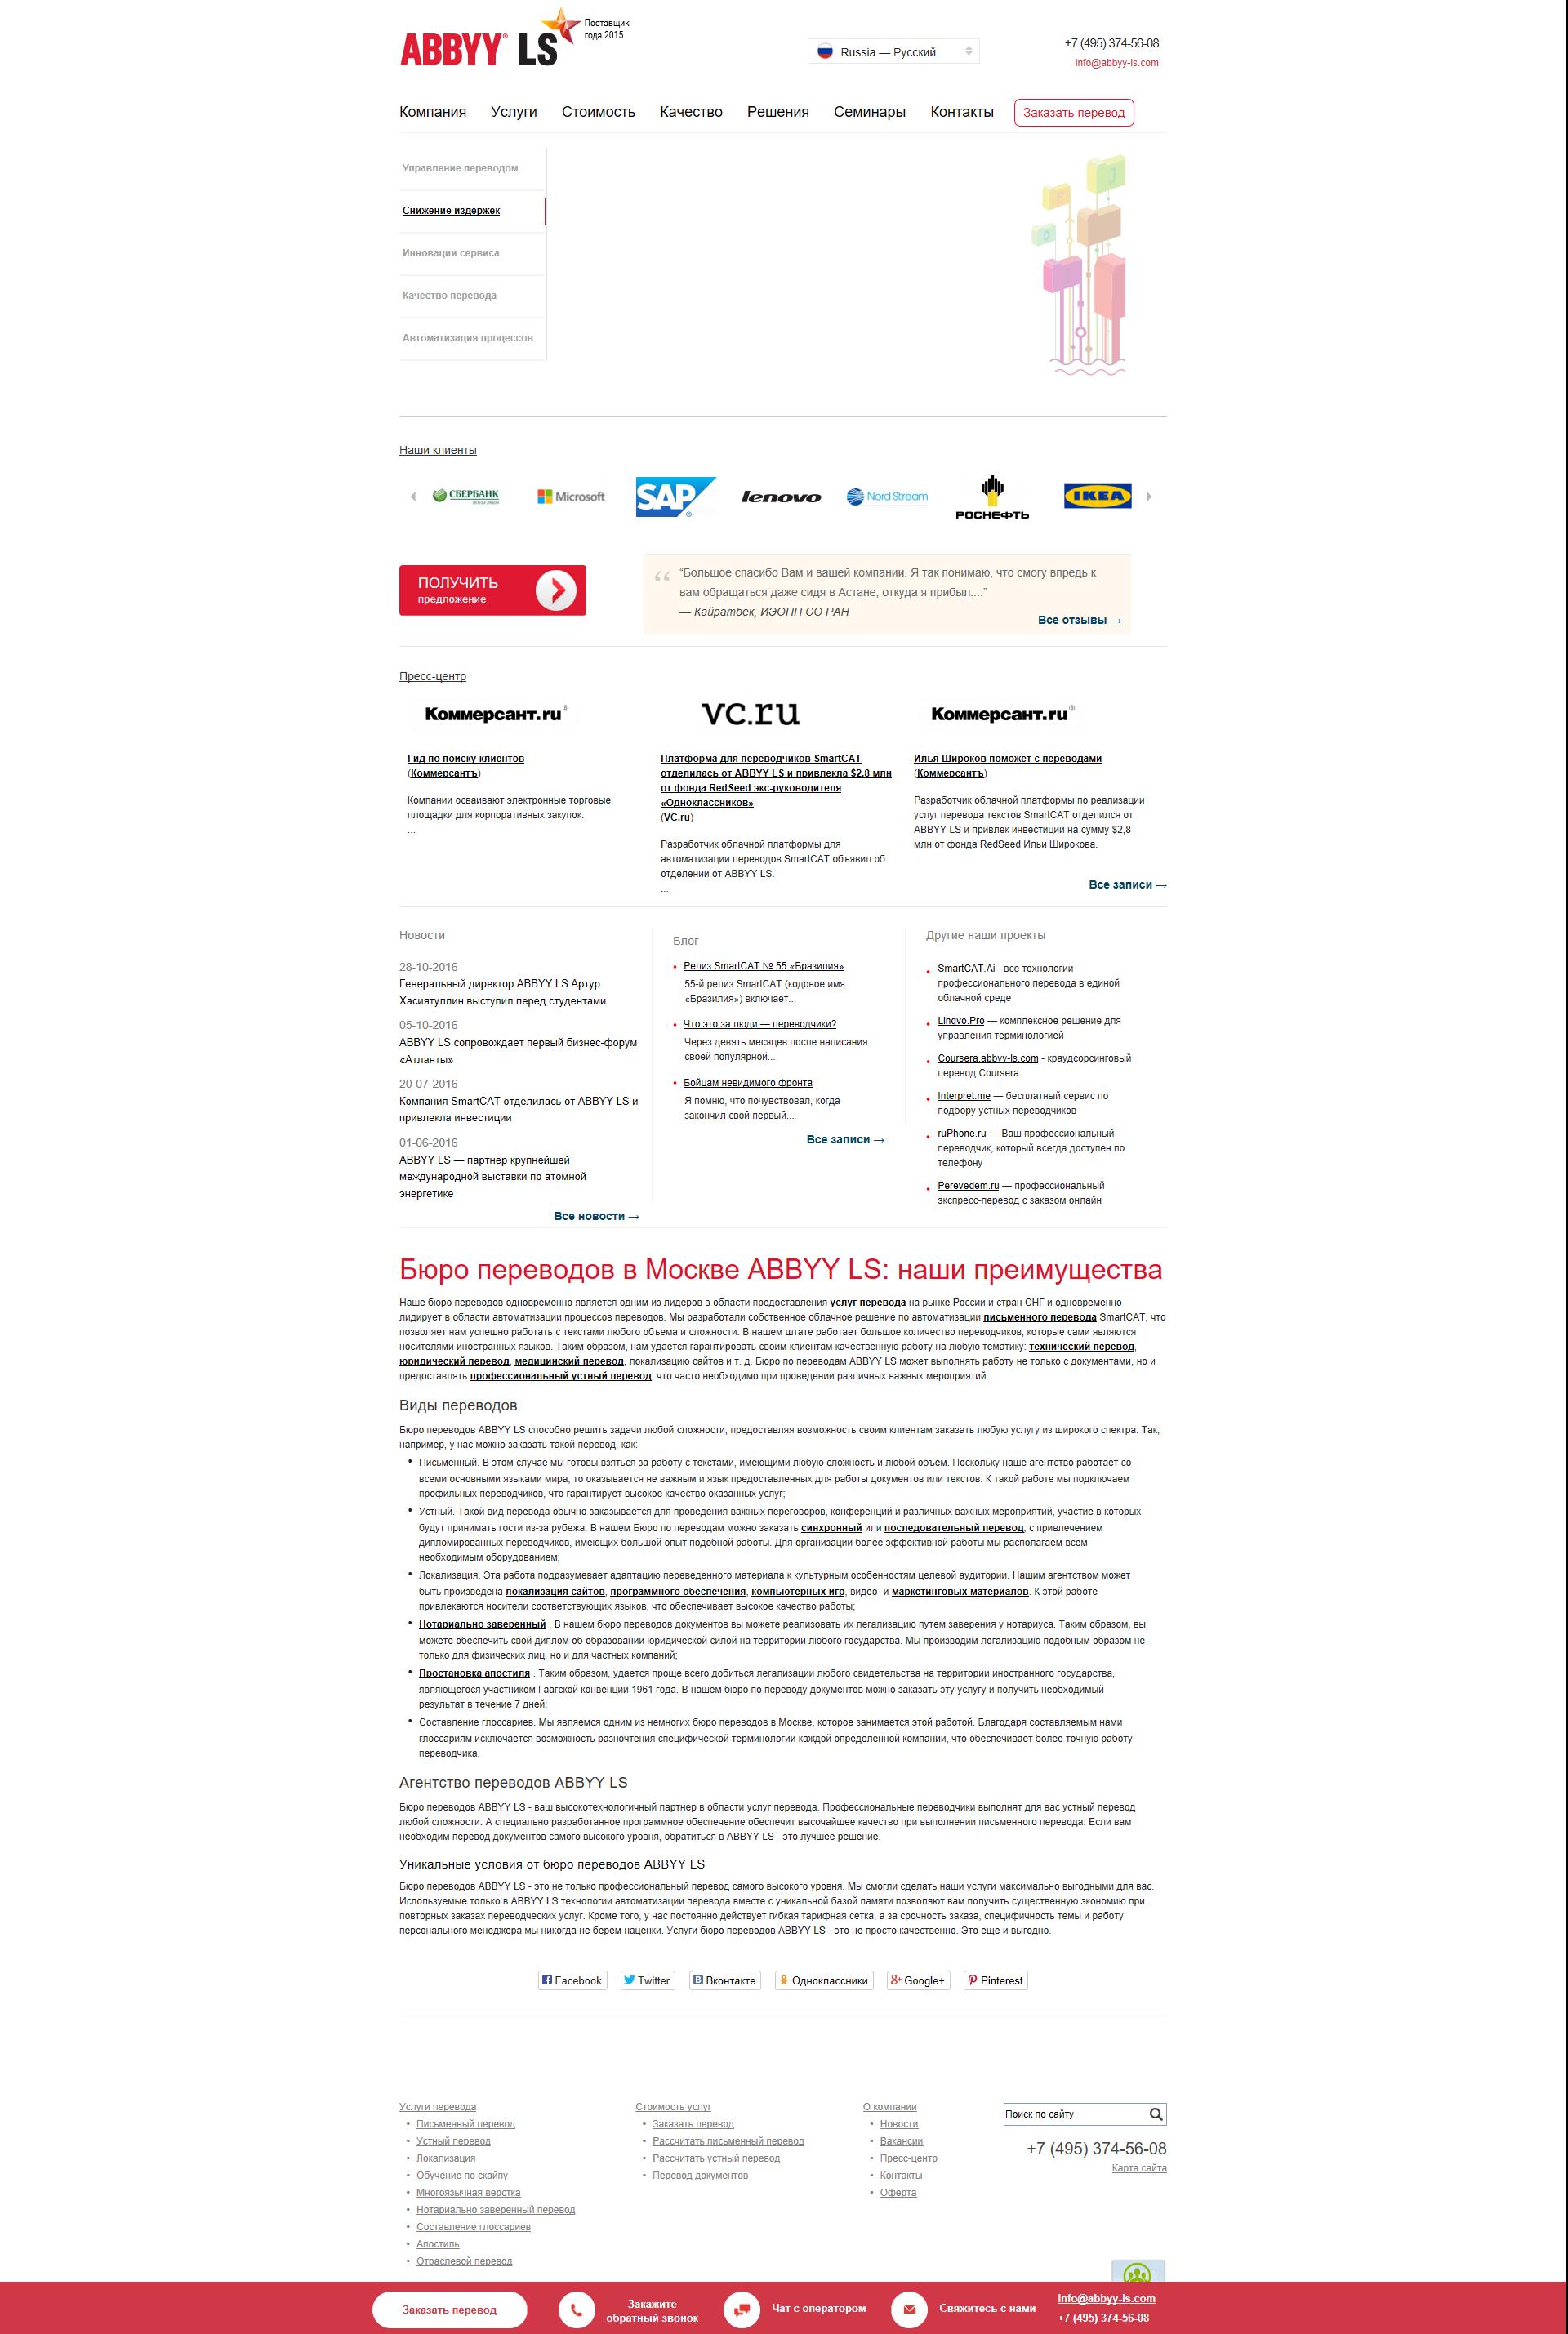 ABBYY® LS
Поставщик
года 2015
Russia — Русский
+7 (495) 374-56-08
info@abbyy-ls.com
Компания Услуги Стоимость Качество Решения Семинары Контакты Заказать перевод
Управление переводом
Снижение издержек
Инновации сервиса
Качество перевода
Автоматизация процессов
Наши клиенты
СБЕРБАНК
Microsoft
SAP®
lenovo
Nord Stream
РОСНЕФТЬ
IKEA
ПОЛУЧИТЬ
предложение
“Большое спасибо Вам и вашей компании. Я так понимаю, что смогу впредь к
вам обращаться даже сидя в Астане, откуда я прибыл....”
— Кайратбек, ИЭОПП СО РАН
Все отзывы →
Пресс-центр
Коммерсант.ru®
Гид по поиску клиентов
(Коммерсантъ)
Компании осваивают электронные торговые
площадки для корпоративных закупок.
...
vc.ru
Платформа для переводчиков SmartCAT
отделилась от ABBYY LS и привлекла $2,8 млн
от фонда RedSeed экс-руководителя
«Одноклассников»
(VC.ru)
Разработчик облачной платформы для
автоматизации переводов SmartCAT объявил об
отделении от ABBYY LS.
...
Коммерсант.ru®
Илья Широков поможет с переводами
(Коммерсантъ)
Разработчик облачной платформы по реализации
услуг перевода текстов SmartCAT отделился от
ABBYY LS и привлек инвестиции на сумму $2,8
млн от фонда RedSeed Ильи Широкова.
...
Все записи →
Новости
28-10-2016
Генеральный директор ABBYY LS Артур
Хасиятуллин выступил перед студентами
05-10-2016
ABBYY LS сопровождает первый бизнес-форум
«Атланты»
20-07-2016
Компания SmartCAT отделилась от ABBYY LS и
привлекла инвестиции
01-06-2016
ABBYY LS — партнер крупнейшей
международной выставки по атомной
энергетике
Все новости →
Блог
Релиз SmartCAT № 55 «Бразилия»
55-й релиз SmartCAT (кодовое имя
«Бразилия») включает...
Что это за люди — переводчики?
Через девять месяцев после написания
своей популярной...
Бойцам невидимого фронта
Я помню, что почувствовал, когда
закончил свой первый...
Все записи →
Другие наши проекты
SmartCAT.Ai - все технологии
профессионального перевода в единой
облачной среде
Lingvo.Pro — комплексное решение для
управления терминологией
Coursera.abbyy-ls.com - краудсорсинговый
перевод Coursera
Interpret.me — бесплатный сервис по
подбору устных переводчиков
ruPhone.ru — Ваш профессиональный
переводчик, который всегда доступен по
телефону
Perevedem.ru — профессиональный
экспресс-перевод с заказом онлайн
Бюро переводов в Москве ABBYY LS: наши преимущества
Наше бюро переводов одновременно является одним из лидеров в области предоставления услуг перевода на рынке России и стран СНГ и одновременно
лидирует в области автоматизации процессов переводов. Мы разработали собственное облачное решение по автоматизации письменного перевода SmartCAT, что
позволяет нам успешно работать с текстами любого объема и сложности. В нашем штате работает большое количество переводчиков, которые сами являются
носителями иностранных языков. Таким образом, нам удается гарантировать своим клиентам качественную работу на любую тематику: технический перевод,
юридический перевод, медицинский перевод, локализацию сайтов и т. д. Бюро по переводам ABBYY LS может выполнять работу не только с документами, но и
предоставлять профессиональный устный перевод, что часто необходимо при проведении различных важных мероприятий.
Виды переводов
Бюро переводов ABBYY LS способно решить задачи любой сложности, предоставляя возможность своим клиентам заказать любую услугу из широкого спектра. Так,
например, у нас можно заказать такой перевод, как:
• Письменный. В этом случае мы готовы взяться за работу с текстами, имеющими любую сложность и любой объем. Поскольку наше агентство работает со
всеми основными языками мира, то оказывается не важным и язык предоставленных для работы документов или текстов. К такой работе мы подключаем
профильных переводчиков, что гарантирует высокое качество оказанных услуг;
• Устный. Такой вид перевода обычно заказывается для проведения важных переговоров, конференций и различных важных мероприятий, участие в которых
будут принимать гости из-за рубежа. В нашем Бюро по переводам можно заказать синхронный или последовательный перевод, с привлечением
дипломированных переводчиков, имеющих большой опыт подобной работы. Для организации более эффективной работы мы располагаем всем
необходимым оборудованием;
• Локализация. Эта работа подразумевает адаптацию переведенного материала к культурным особенностям целевой аудитории. Нашим агентством может
быть произведена локализация сайтов, программного обеспечения, компьютерных игр, видео- и маркетинговых материалов. К этой работе
привлекаются носители соответствующих языков, что обеспечивает высокое качество работы;
• Нотариально заверенный . В нашем бюро переводов документов вы можете реализовать их легализацию путем заверения у нотариуса. Таким образом, вы
можете обеспечить свой диплом об образовании юридической силой на территории любого государства. Мы производим легализацию подобным образом не
только для физических лиц, но и для частных компаний;
• Простановка апостиля . Таким образом, удается проще всего добиться легализации любого свидетельства на территории иностранного государства,
являющегося участником Гаагской конвенции 1961 года. В нашем бюро по переводу документов можно заказать эту услугу и получить необходимый
результат в течение 7 дней;
• Составление глоссариев. Мы являемся одним из немногих бюро переводов в Москве, которое занимается этой работой. Благодаря составляемым нами
глоссариям исключается возможность разночтения специфической терминологии каждой определенной компании, что обеспечивает более точную работу
переводчика.
Агентство переводов ABBYY LS
Бюро переводов ABBYY LS - ваш высокотехнологичный партнер в области услуг перевода. Профессиональные переводчики выполнят для вас устный перевод
любой сложности. А специально разработанное программное обеспечение обеспечит высочайшее качество при выполнении письменного перевода. Если вам
необходим перевод документов самого высокого уровня, обратиться в ABBYY LS - это лучшее решение.
Уникальные условия от бюро переводов ABBYY LS
Бюро переводов ABBYY LS - это не только профессиональный перевод самого высокого уровня. Мы смогли сделать наши услуги максимально выгодными для вас.
Используемые только в ABBYY LS технологии автоматизации перевода вместе с уникальной базой памяти позволяют вам получить существенную экономию при
повторных заказах переводческих услуг. Кроме того, у нас постоянно действует гибкая тарифная сетка, а за срочность заказа, специфичность темы и работу
персонального менеджера мы никогда не берем наценки. Услуги бюро переводов ABBYY LS - это не просто качественно. Это еще и выгодно.
Facebook Twitter Вконтакте Одноклассники Google+ Pinterest
Услуги перевода
• Письменный перевод
• Устный перевод
• Локализация
• Обучение по скайпу
• Многоязычная верстка
• Нотариально заверенный перевод
• Составление глоссариев
• Апостиль
• Отраслевой перевод
Стоимость услуг
• Заказать перевод
• Рассчитать письменный перевод
• Рассчитать устный перевод
• Перевод документов
О компании
• Новости
• Вакансии
• Пресс-центр
• Контакты
• Оферта
Поиск по сайту
+7 (495) 374-56-08
Карта сайта
Заказать перевод
Закажите
обратный звонок
Чат с оператором
Свяжитесь с нами
info@abbyy-ls.com
+7 (495) 374-56-08